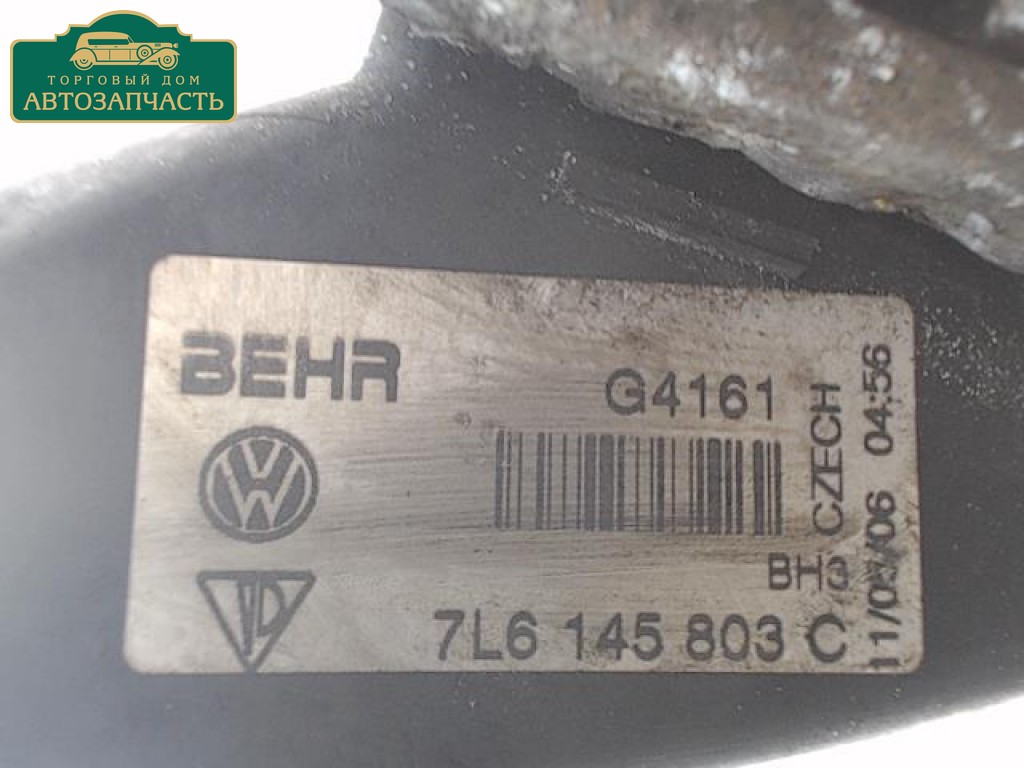 ТОРГОВЫЙ ДОМ
АВТОЗАПЧАСТЬ
BEHR
G4161
CZECH
04:56
BH3
7L6 145 803 C